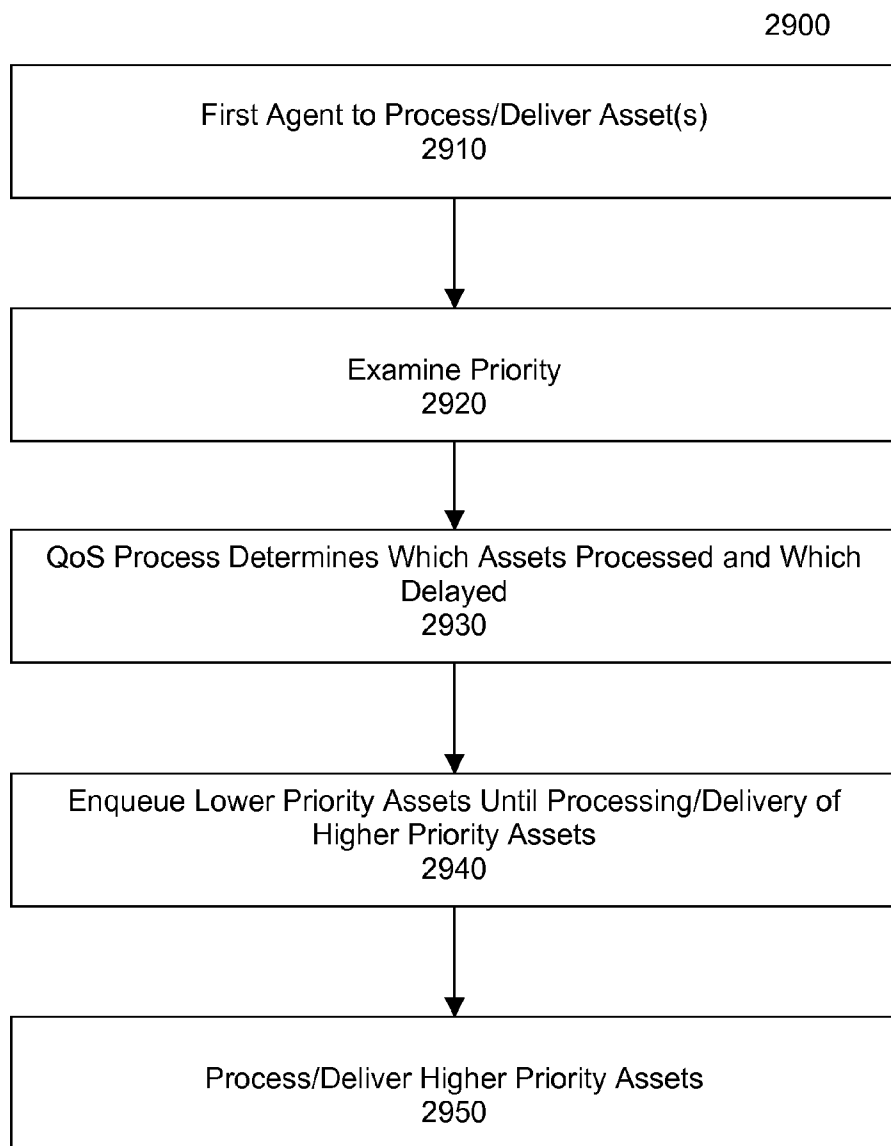 2900
First Agent to Process/Deliver Asset(s)
2910
Examine Priority
2920
QoS Process Determines Which Assets Processed and Which
Delayed
2930
Enqueue Lower Priority Assets Until Processing/Delivery of
Higher Priority Assets
2940
Process/Deliver Higher Priority Assets
2950